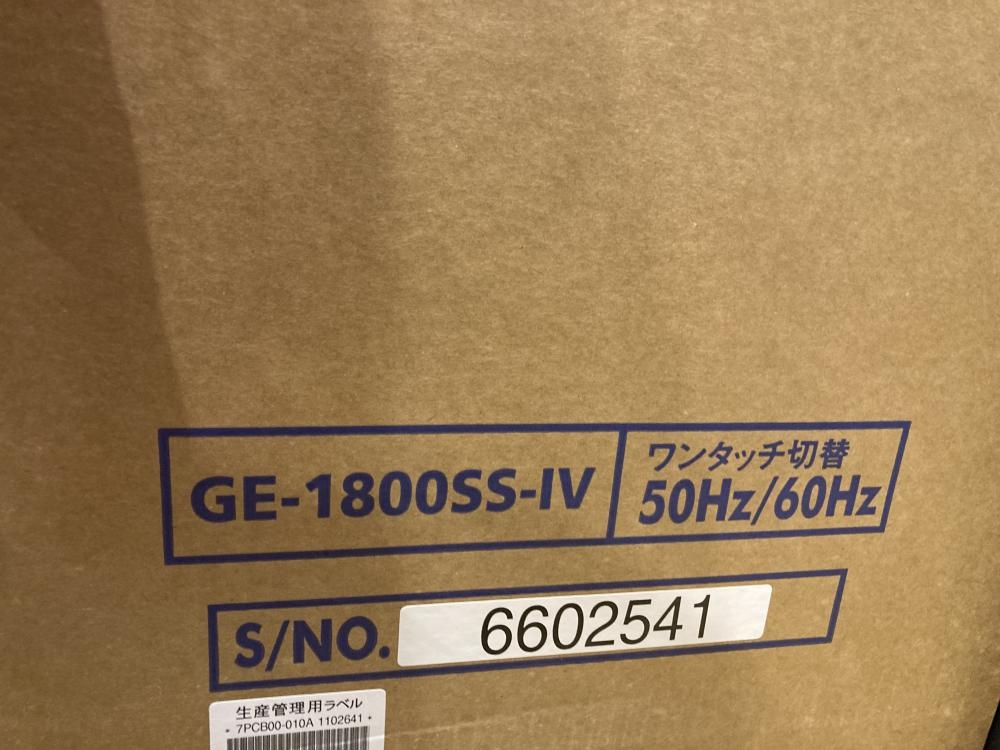 GE-1800SS-IV
ワンタッチ切替
50Hz/60Hz
S/NO. 6602541
生産管理用ラベル
* 7PCB00-010A 1102641 *